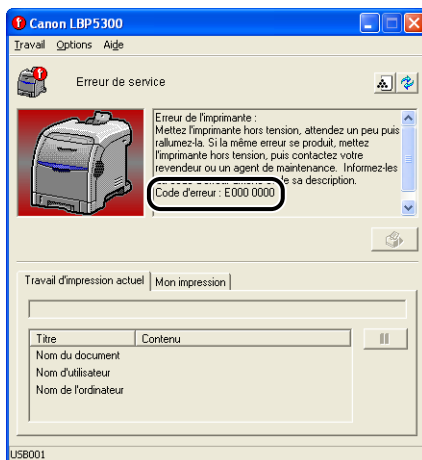 Canon LBP5300
Travail Options Aide
Erreur de service
Erreur de l'imprimante :
Mettez l'imprimante hors tension, attendez un peu puis
rallumez-la. Si la même erreur se produit, mettez
l'imprimante hors tension, puis contactez votre
revendeur ou un agent de maintenance. Informez-les
de sa description.
Code d'erreur : E000 0000
Travail d'impression actuel Mon impression
Titre Contenu
Nom du document
Nom d'utilisateur
Nom de l'ordinateur
USB001